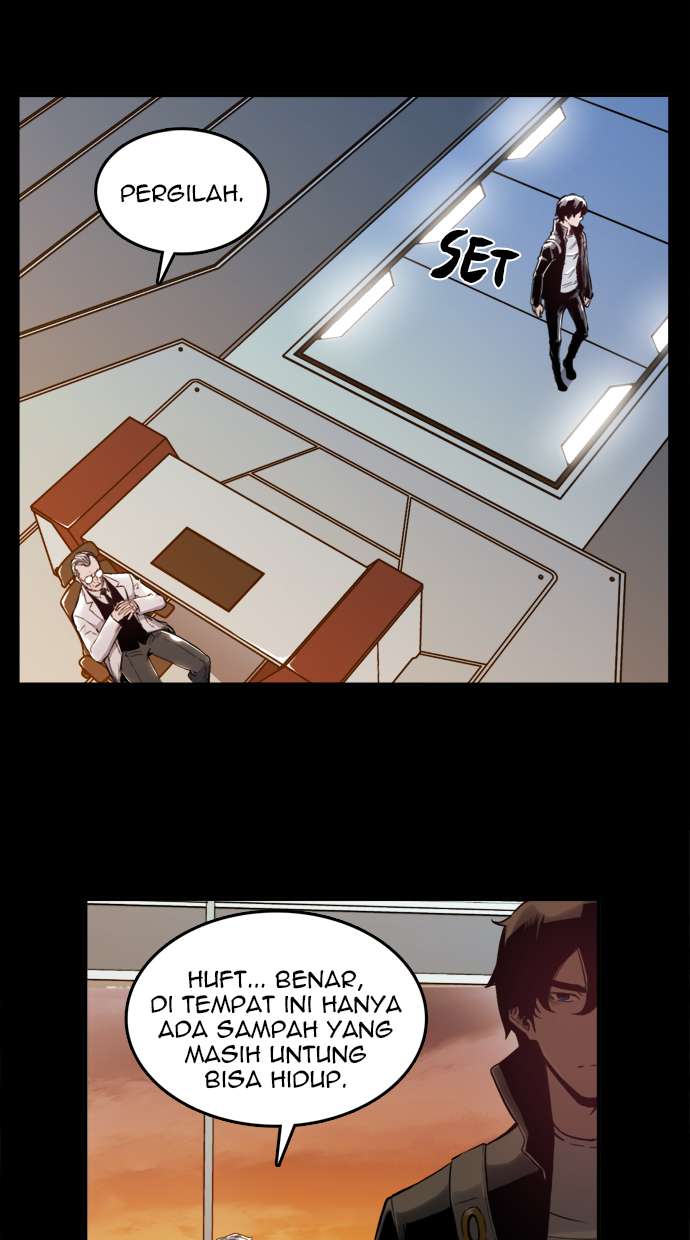 PERGILAH.
SET
HUFT... BENAR,
DI TEMPAT INI HANYA
ADA SAMPAH YANG
MASIH UNTUNG
BISA HIDUP.